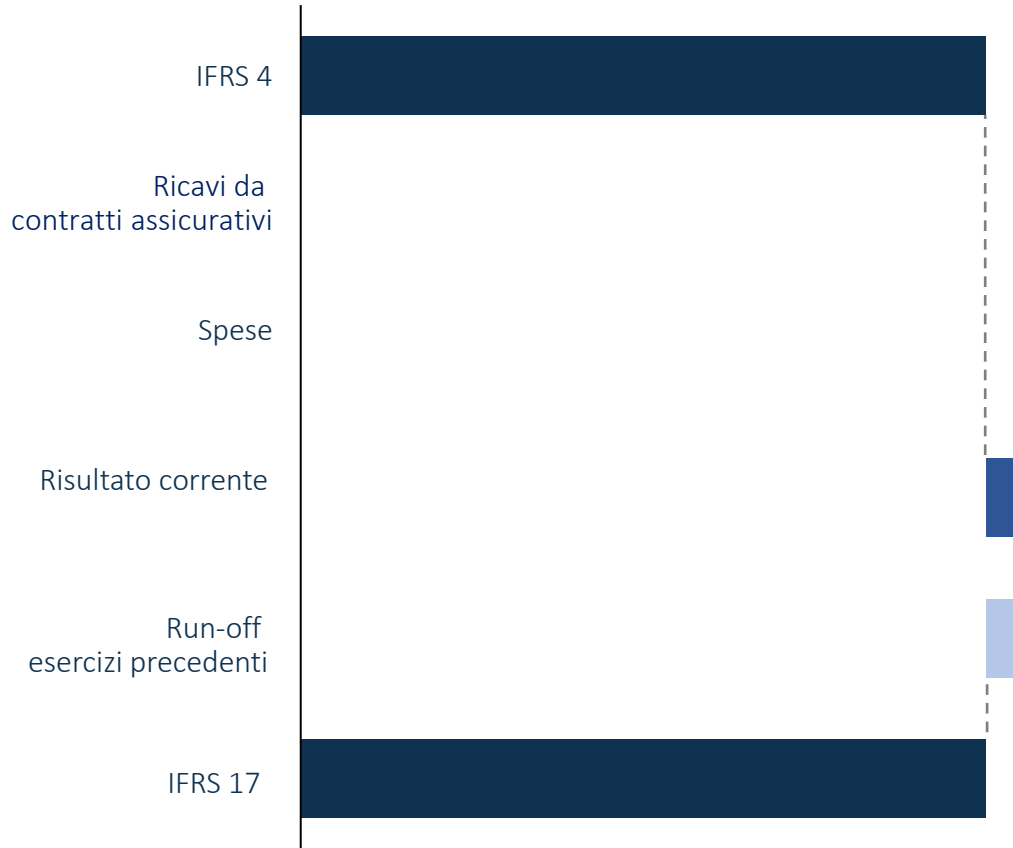 IFRS 4
Ricavi da
contratti assicurativi
Spese
Risultato corrente
Run-off
esercizi precedenti
IFRS 17